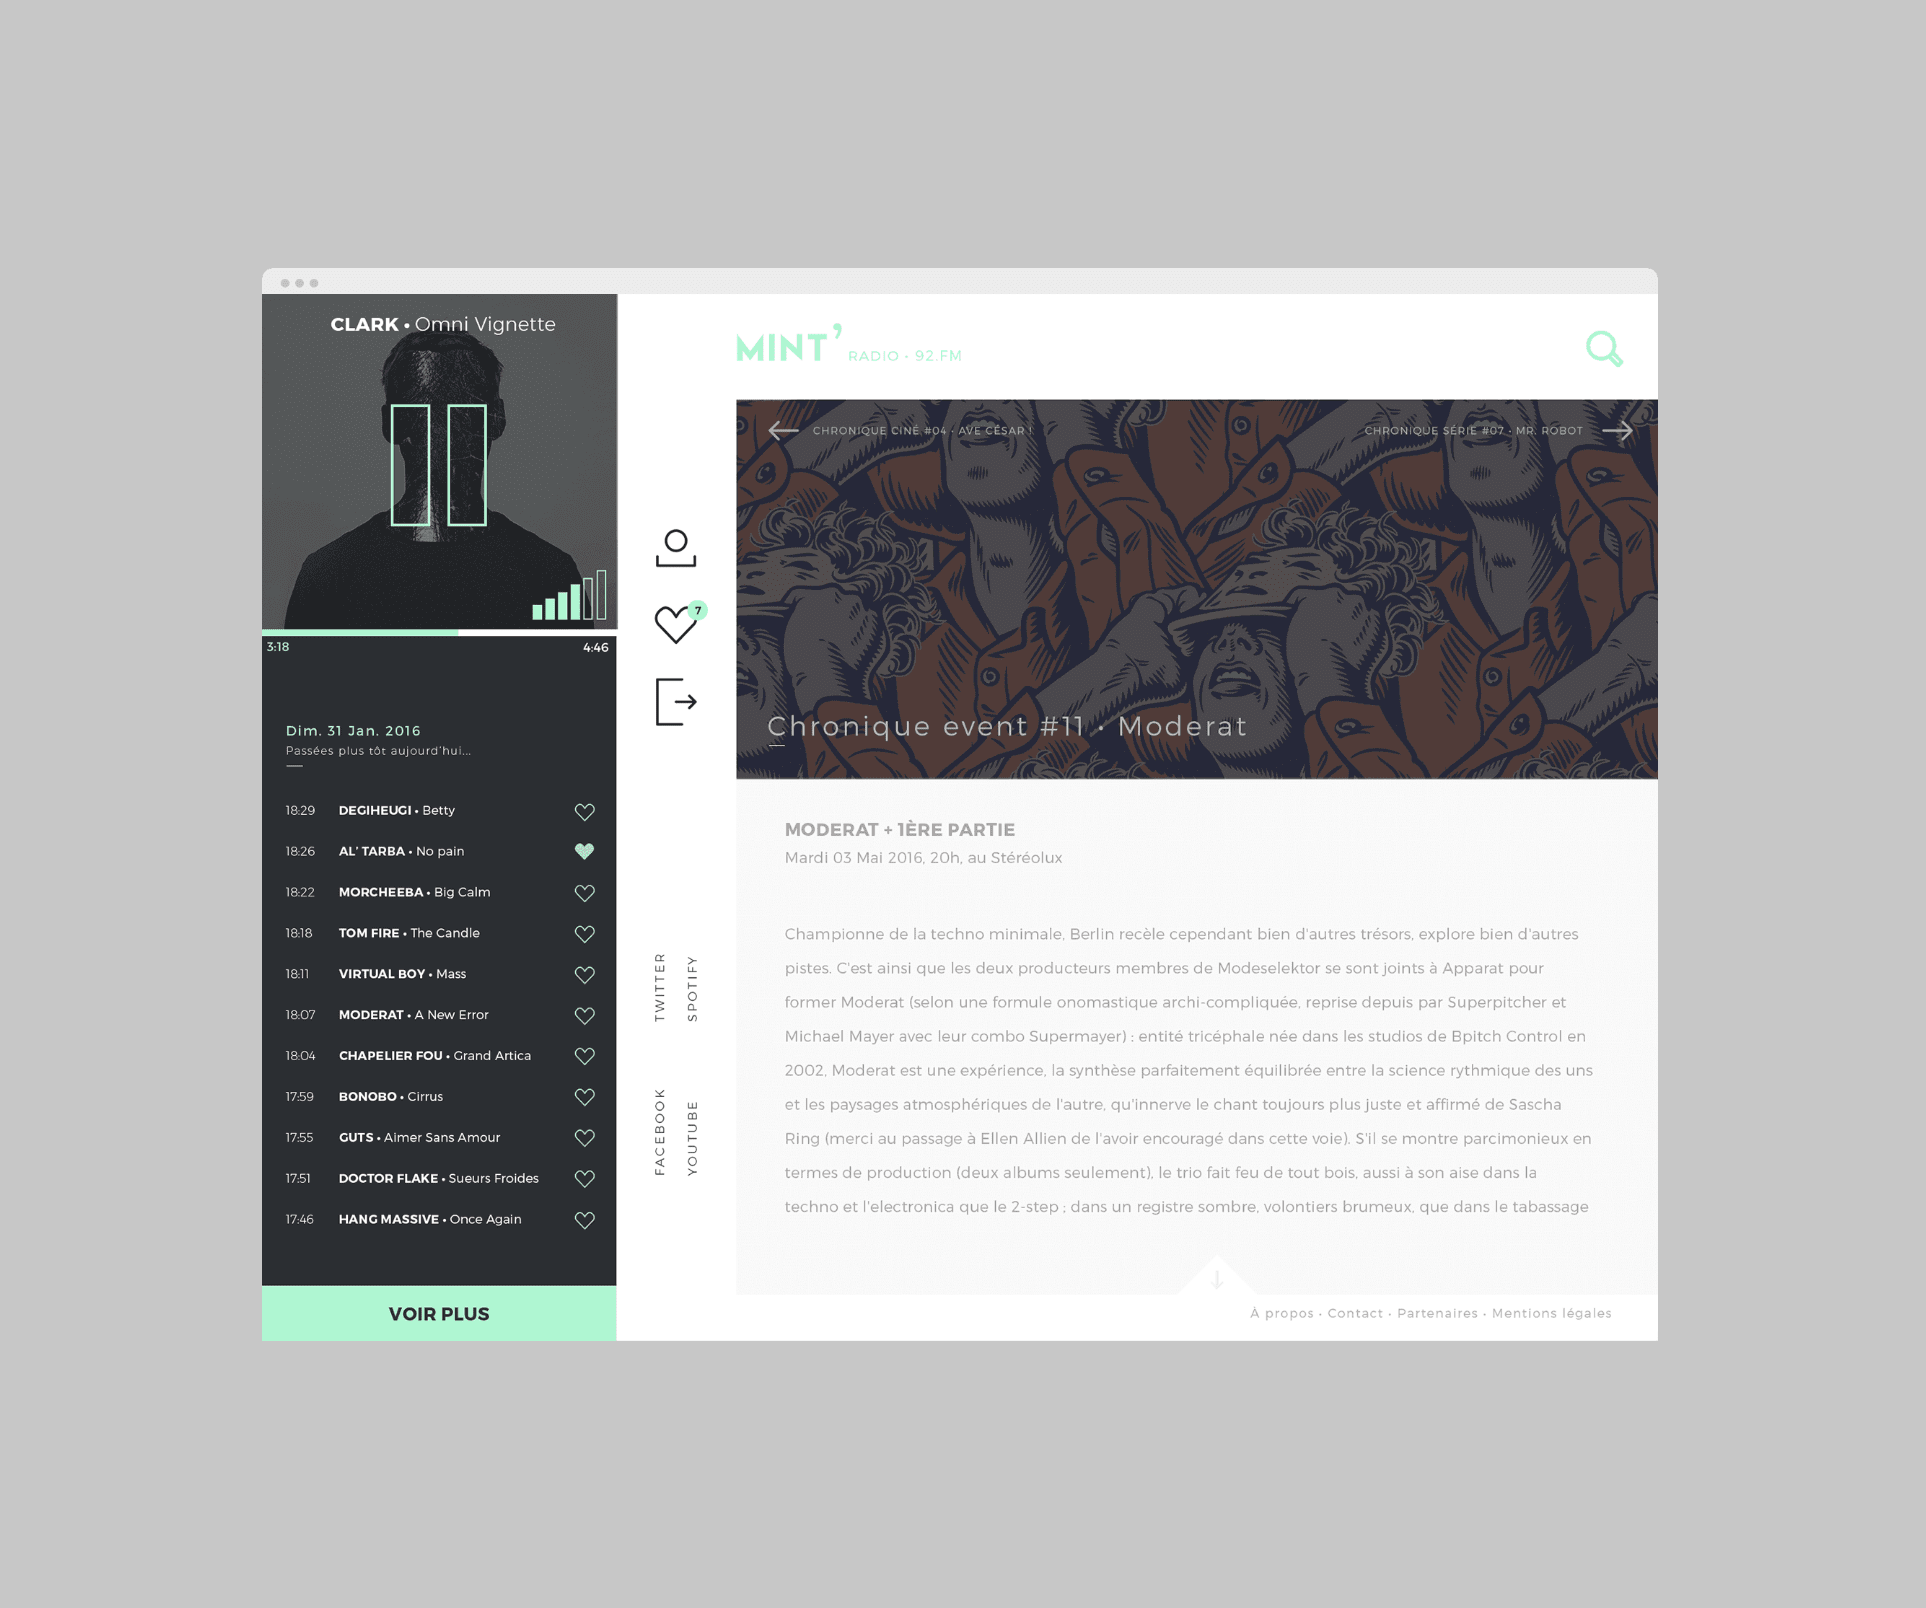 CLARK • Omni Vignette
3:18
4:46
Dim. 31 Jan. 2016
Passées plus tôt aujourd'hui...
18:29 DEGIHEUGI • Betty
18:26 AL' TARBA • No pain
18:22 MORCHEEBA • Big Calm
18:18 TOM FIRE • The Candle
18:11 VIRTUAL BOY • Mass
18:07 MODERAT • A New Error
18:04 CHAPELIER FOU • Grand Artica
17:59 BONOBO • Cirrus
17:55 GUTS • Aimer Sans Amour
17:51 DOCTOR FLAKE • Sueurs Froides
17:46 HANG MASSIVE • Once Again
VOIR PLUS
7
TWITTER
SPOTIFY
FACEBOOK
YOUTUBE
MINT' RADIO • 92.FM
CHRONIQUE CINÉ #04 • AVE CÉSAR !
CHRONIQUE SÉRIE #07 • MR. ROBOT
Chronique event #11 • Moderat
MODERAT + 1ÈRE PARTIE
Mardi 03 Mai 2016, 20h, au Stéréolux
Championne de la techno minimale, Berlin recèle cependant bien d'autres trésors, explore bien d'autres
pistes. C'est ainsi que les deux producteurs membres de Modeselektor se sont joints à Apparat pour
former Moderat (selon une formule onomastique archi-compliquée, reprise depuis par Superpitcher et
Michael Mayer avec leur combo Supermayer) : entité tricéphale née dans les studios de Bpitch Control en
2002, Moderat est une expérience, la synthèse parfaitement équilibrée entre la science rythmique des uns
et les paysages atmosphériques de l'autre, qu'innerve le chant toujours plus juste et affirmé de Sascha
Ring (merci au passage à Ellen Allien de l'avoir encouragé dans cette voie). S'il se montre parcimonieux en
termes de production (deux albums seulement), le trio fait feu de tout bois, aussi à son aise dans la
techno et l'electronica que le 2-step ; dans un registre sombre, volontiers brumeux, que dans le tabassage
À propos • Contact • Partenaires • Mentions légales